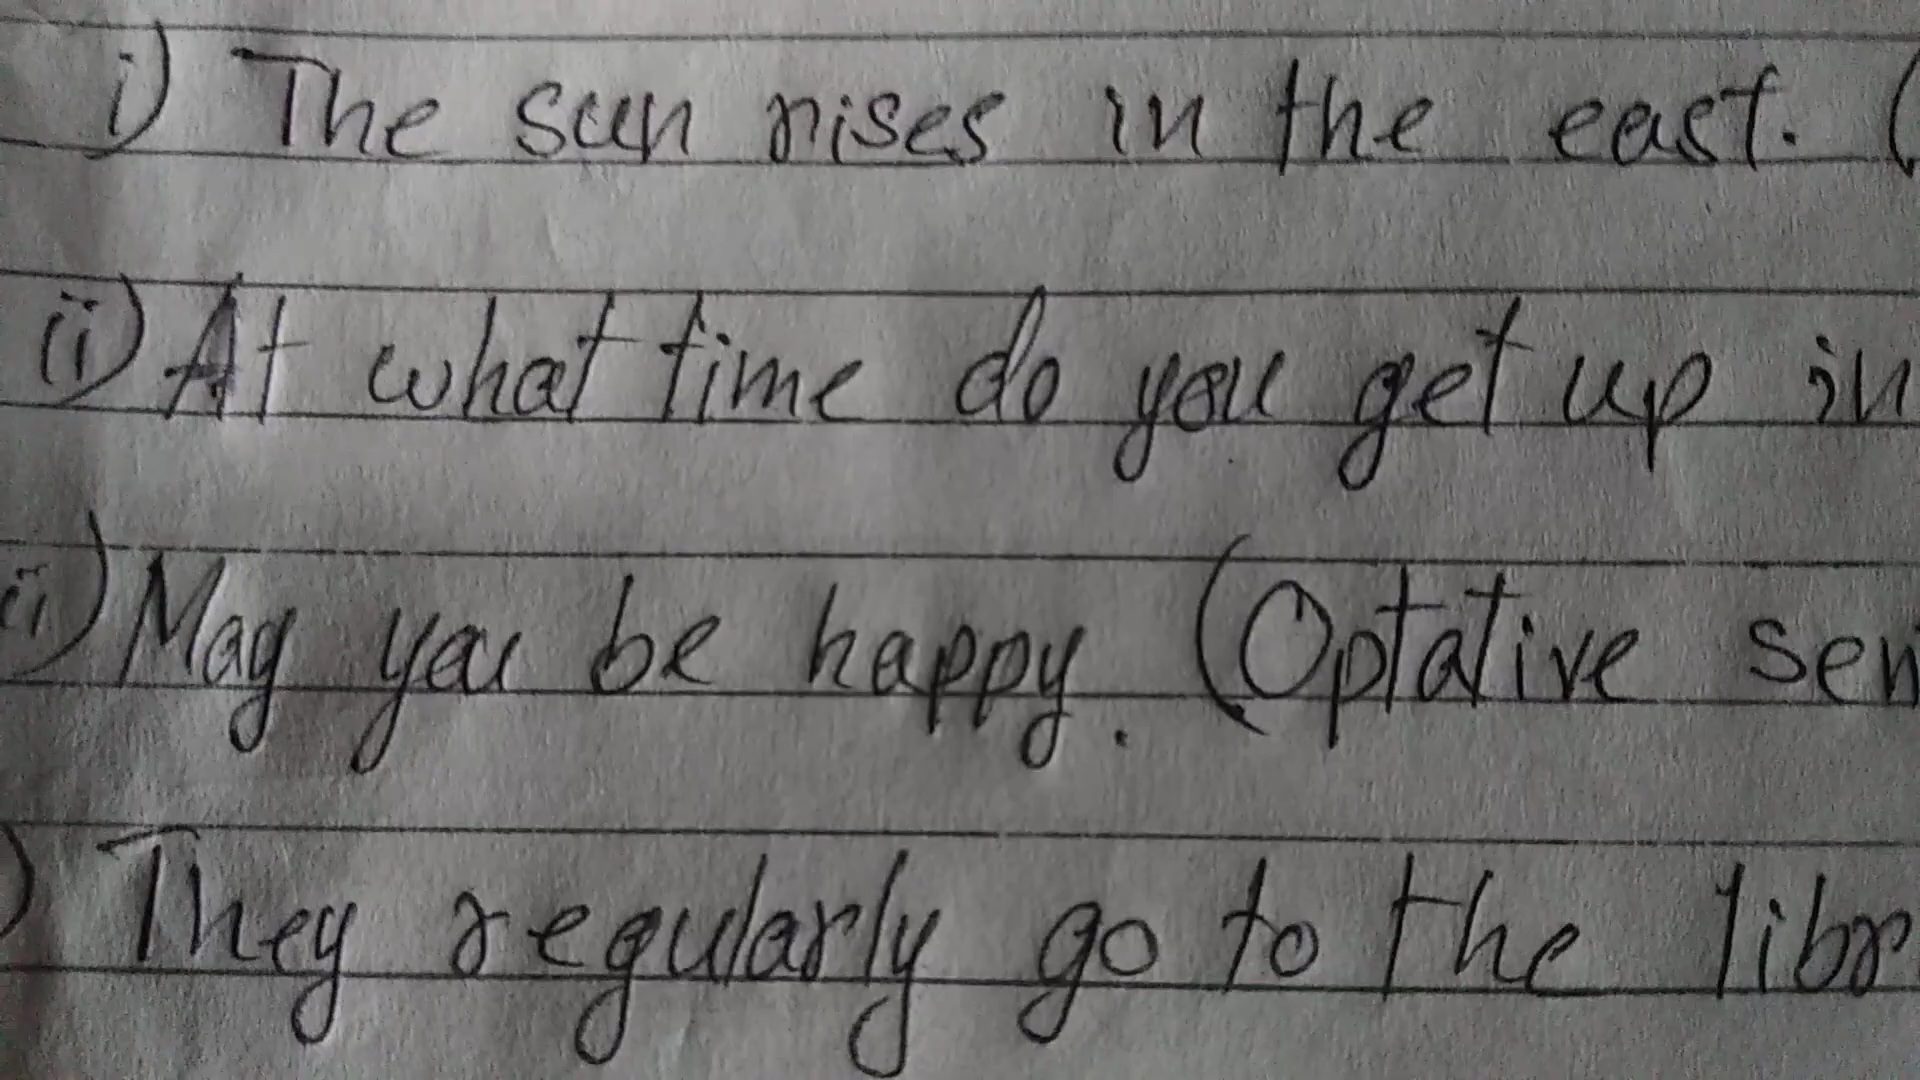 i) The sun rises in the east. (
ii) At what time do you get up in
ii) May you be happy. (Optative sen
) They regularly go to the libr